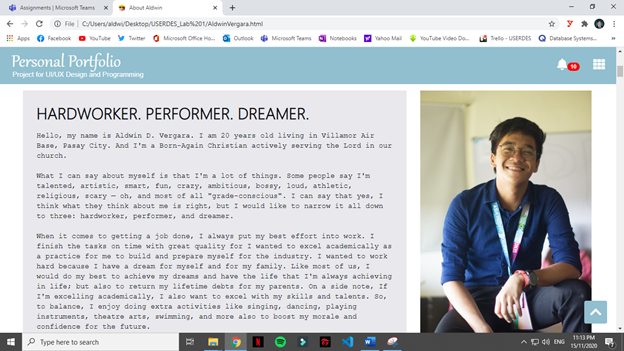 Assignments | Microsoft Teams
About Aldwin
File
C:/Users/aldwi/Desktop/USERDES_Lab%201/AldwinVergara.html
Apps Facebook YouTube Twitter Microsoft Office Ho... Outlook Microsoft Teams Notebooks Yahoo Mail YouTube Video Do... Trello - USERDES Database Systems...
Personal Portfolio
Project for UI/UX Design and Programming
10
HARDWORKER. PERFORMER. DREAMER.
Hello, my name is Aldwin D. Vergara. I am 20 years old living in Villamor Air
Base, Pasay City. And I'm a Born-Again Christian actively serving the Lord in our
church.
What I can say about myself is that I'm a lot of things. Some people say I'm
talented, artistic, smart, fun, crazy, ambitious, bossy, loud, athletic,
religious, scary — oh, and most of all "grade-conscious". I can say that yes, I
think what they think about me is right, but I would like to narrow it all down
to three: hardworker, performer, and dreamer.
When it comes to getting a job done, I always put my best effort into work. I
finish the tasks on time with great quality for I wanted to excel academically as
a practice for me to build and prepare myself for the industry. I wanted to work
hard because I have a dream for myself and for my family. Like most of us, I
would do my best to achieve my dreams and have the life that I'm always achieving
in life; but also to return my lifetime debts for my parents. On a side note, If
I'm excelling academically, I also want to excel with my skills and talents. So,
to balance, I enjoy doing extra activities like singing, dancing, playing
instruments, theatre arts, swimming, and more also to boost my morale and
confidence for the future.
Type here to search
ENG
11:13 PM
15/11/2020